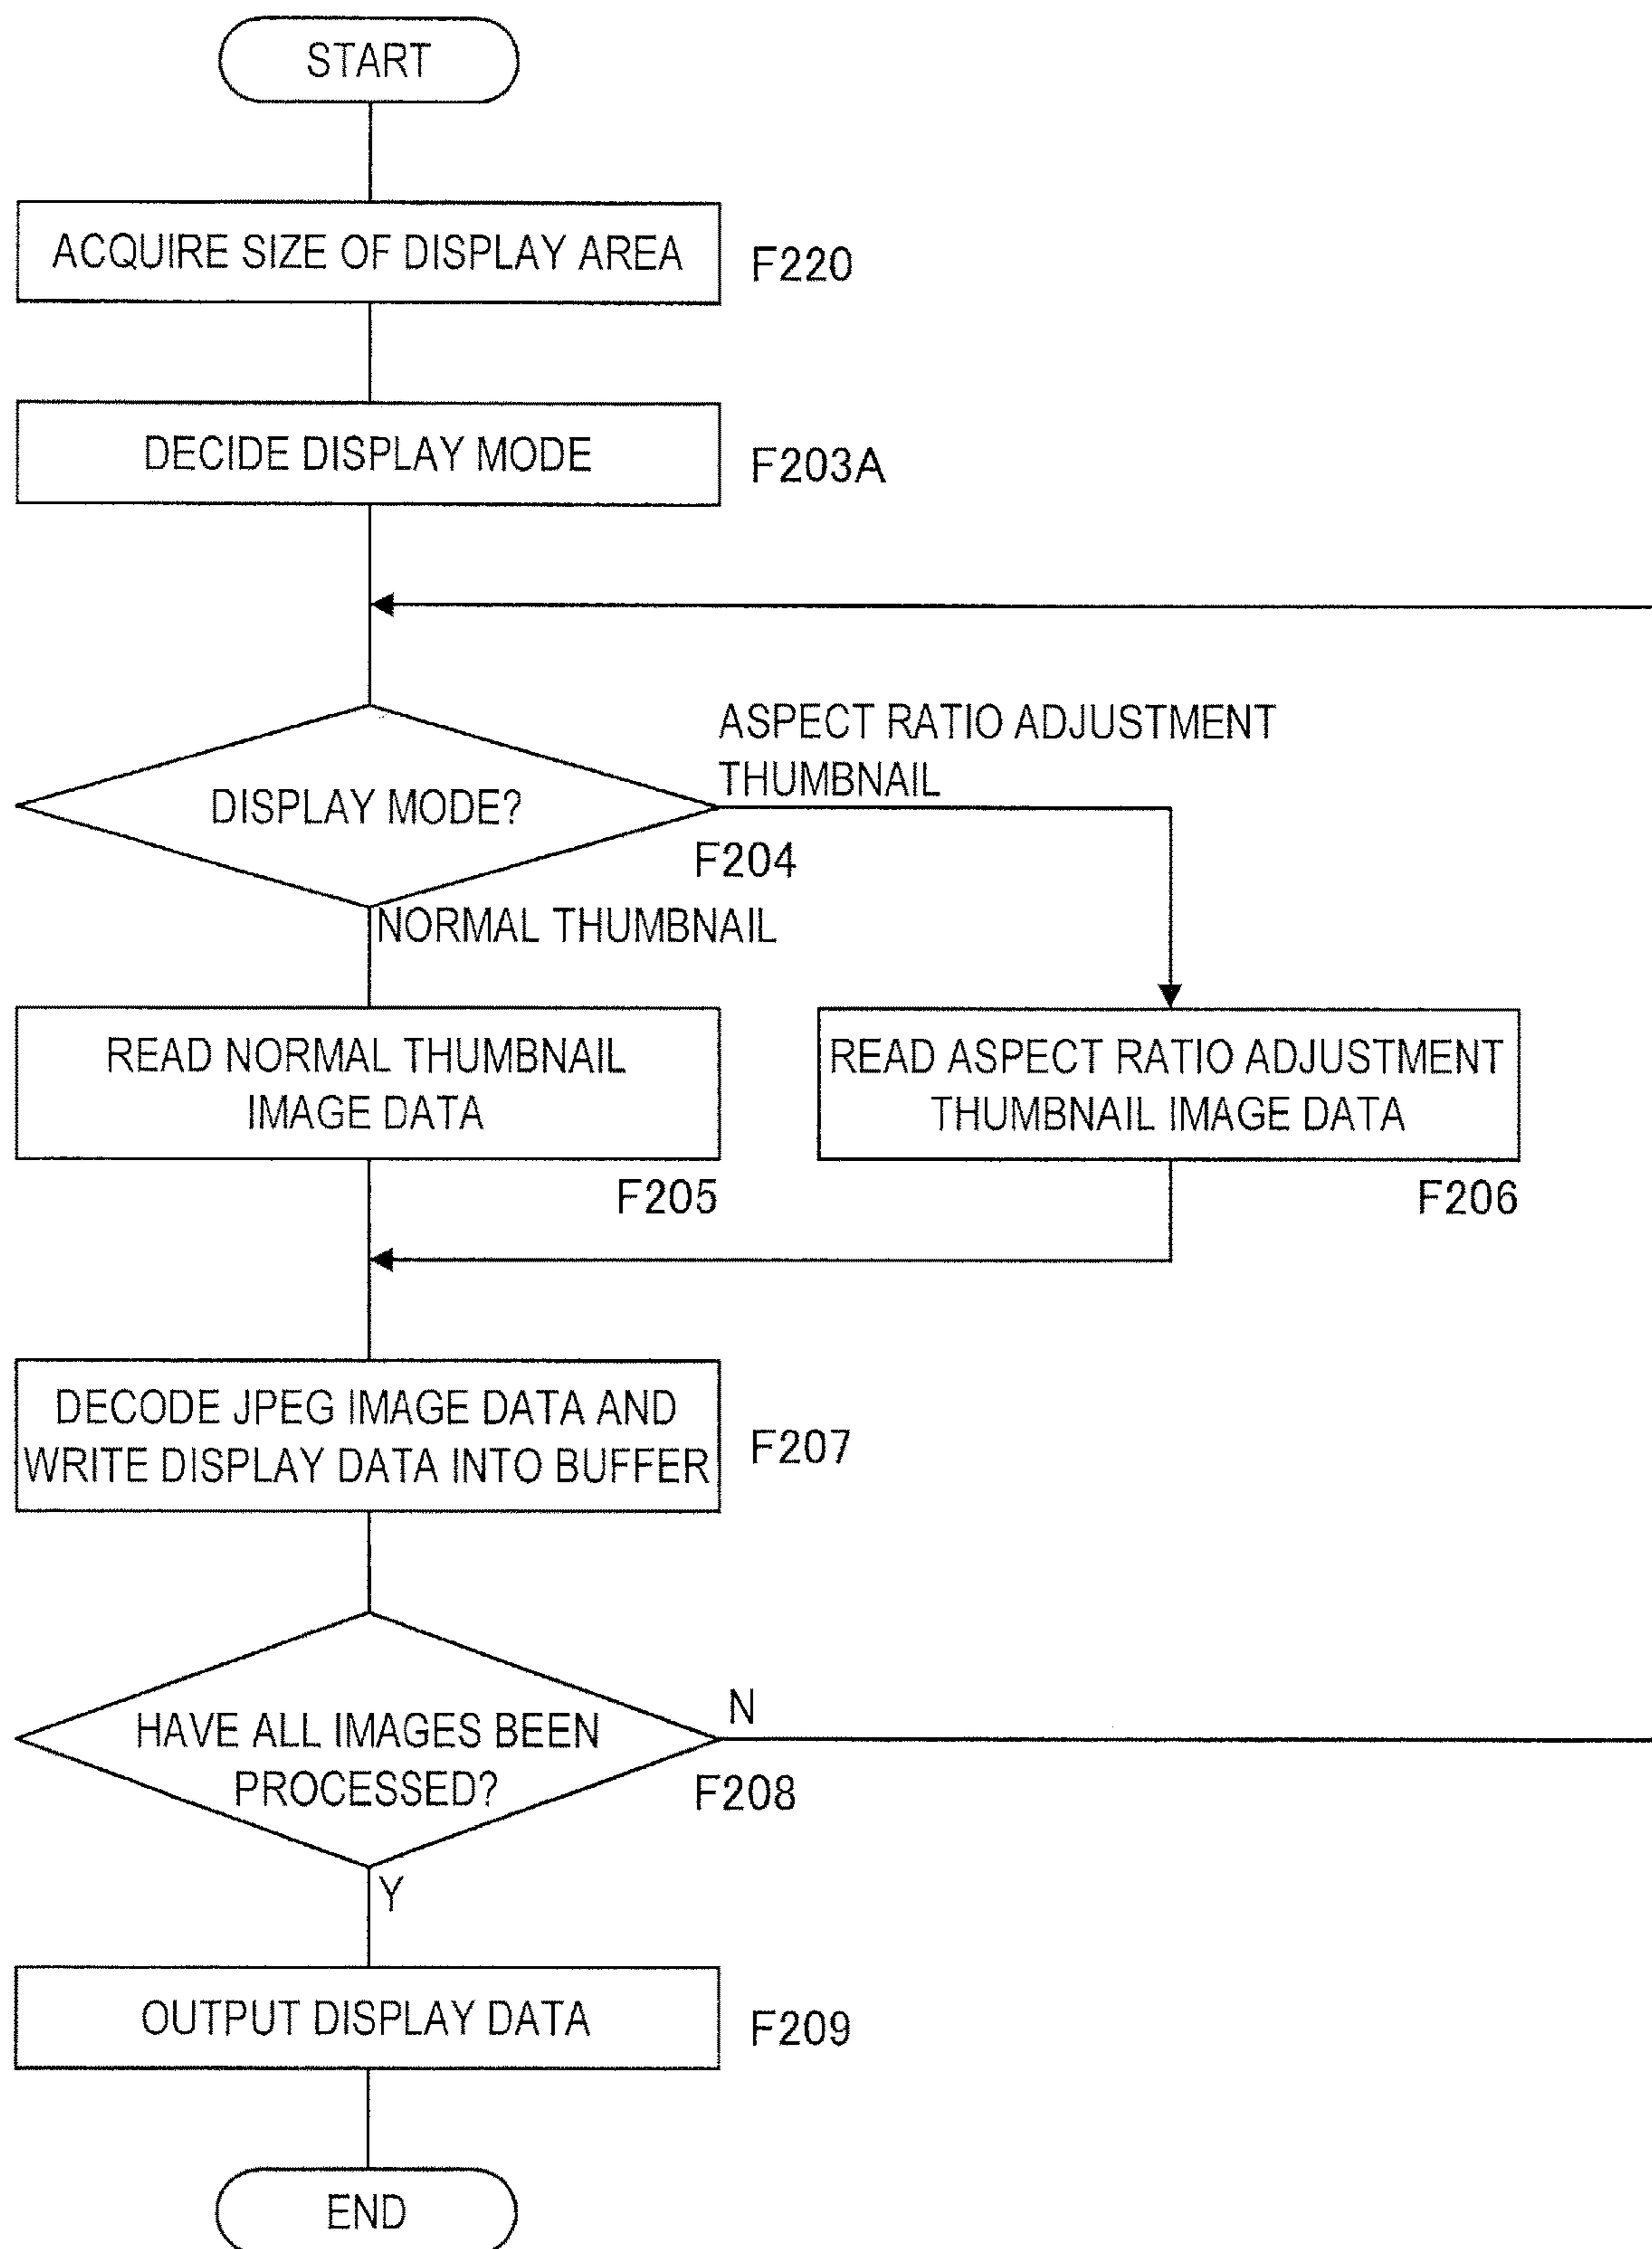 START
ACQUIRE SIZE OF DISPLAY AREA
F220
DECIDE DISPLAY MODE
F203A
ASPECT RATIO ADJUSTMENT
THUMBNAIL
DISPLAY MODE?
F204
NORMAL THUMBNAIL
READ NORMAL THUMBNAIL
IMAGE DATA
F205
READ ASPECT RATIO ADJUSTMENT
THUMBNAIL IMAGE DATA
F206
DECODE JPEG IMAGE DATA AND
WRITE DISPLAY DATA INTO BUFFER
F207
HAVE ALL IMAGES BEEN
PROCESSED?
N
F208
Y
OUTPUT DISPLAY DATA
F209
END